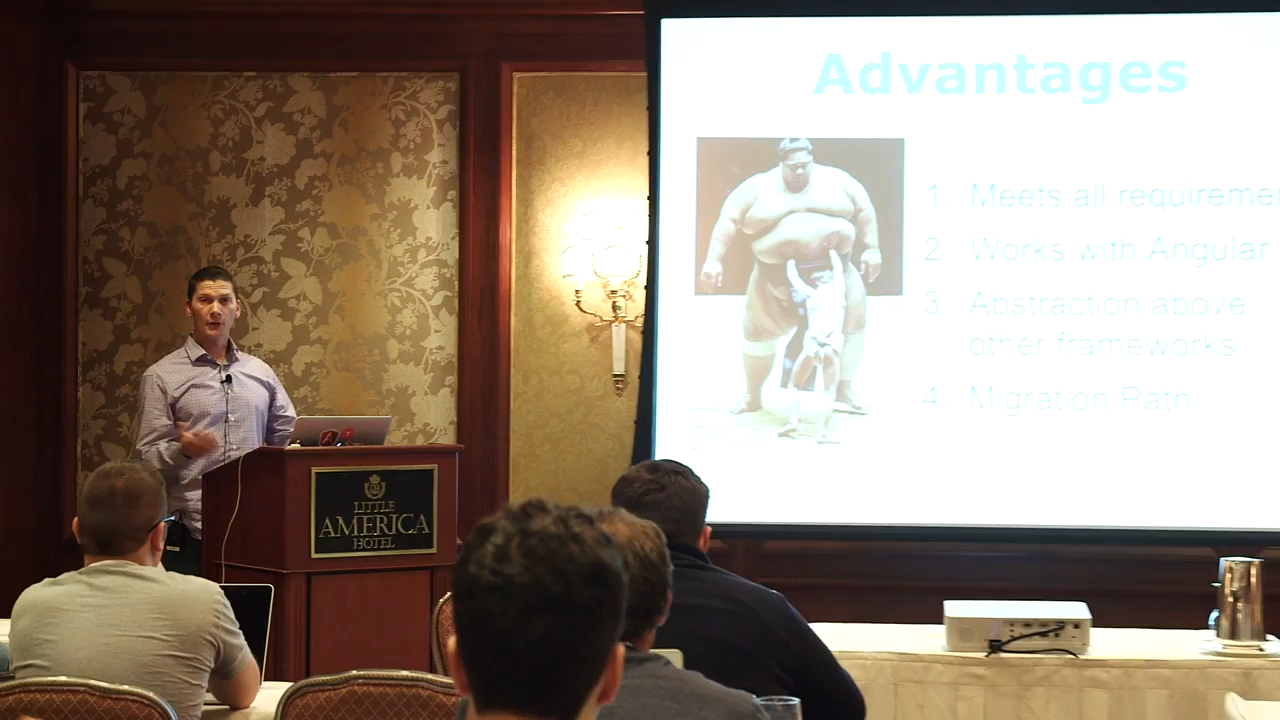 Advantages
1. Meets all requiremen
2 Works with Angular
3 Abstraction above
other frameworks
4. Migration Path
LITTLE
AMERICA
HOTEL